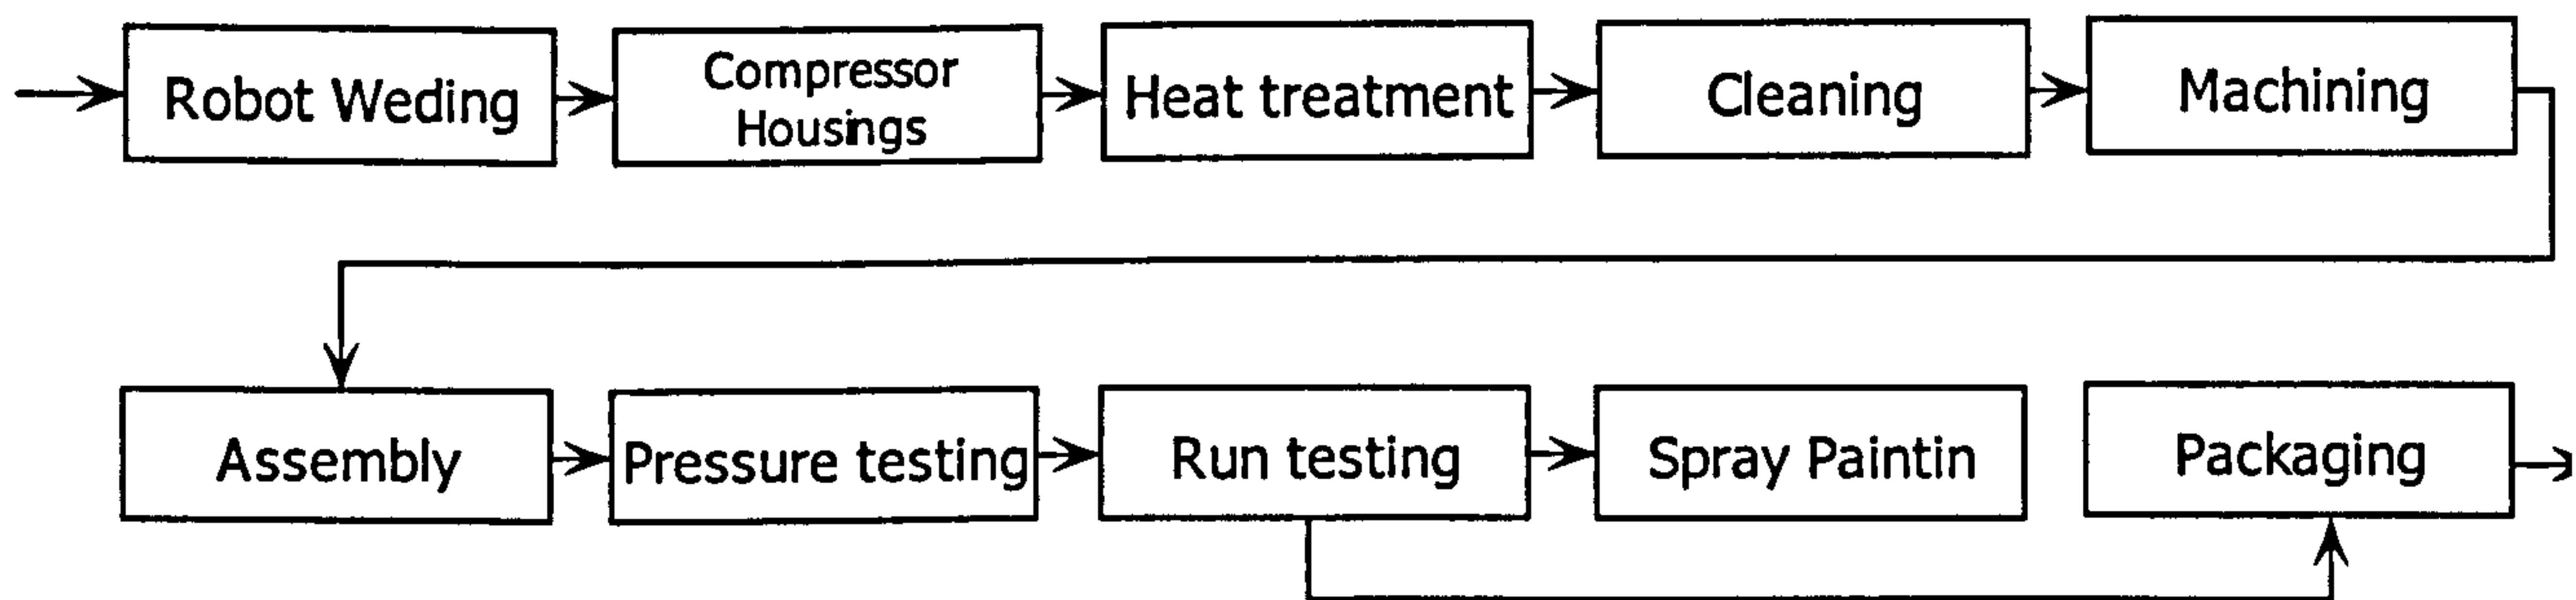 Robot Weding
Compressor
Housings
Heat treatment
Cleaning
Machining
Assembly
Pressure testing
Run testing
Spray Paintin
Packaging